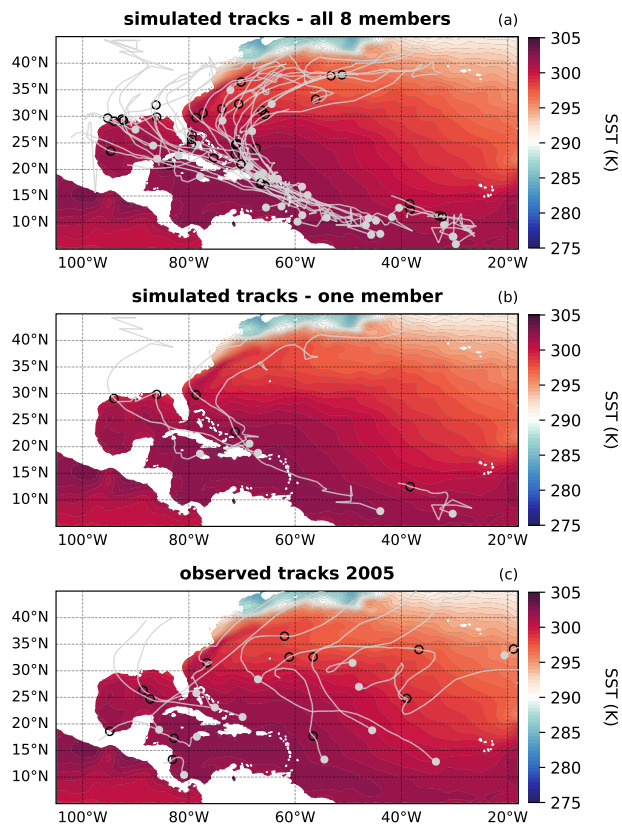 simulated tracks - all 8 members (a)
40°N
35°N
30°N
25°N
20°N
15°N
10°N
100°W 80°W 60°W 40°W 20°W
305
300
295
290
285
280
275
SST (K)
simulated tracks - one member (b)
40°N
35°N
30°N
25°N
20°N
15°N
10°N
100°W 80°W 60°W 40°W 20°W
305
300
295
290
285
280
275
SST (K)
observed tracks 2005 (c)
40°N
35°N
30°N
25°N
20°N
15°N
10°N
100°W 80°W 60°W 40°W 20°W
305
300
295
290
285
280
275
SST (K)